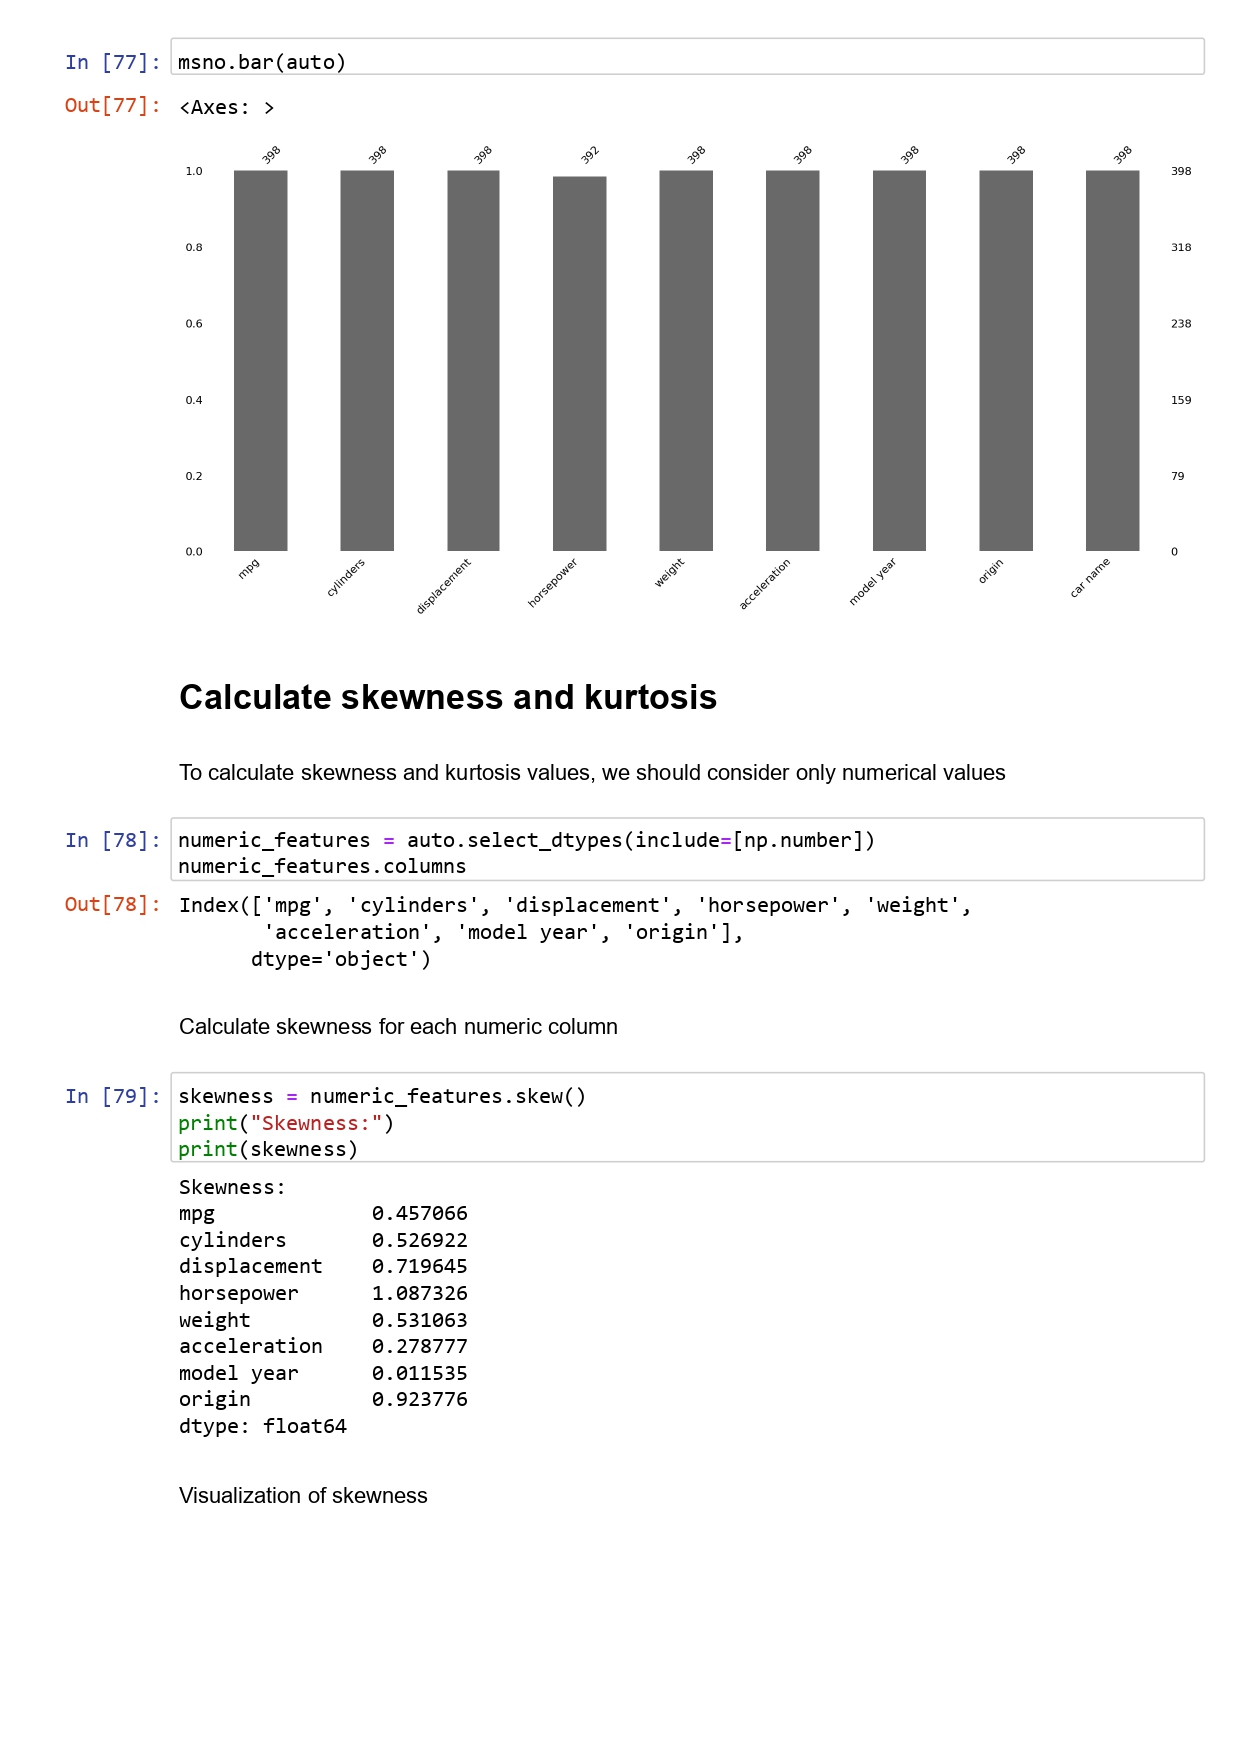 In [77]: msno.bar(auto)
Out[77]: <Axes: >
398 398 398 392 398 398 398 398 398
1.0 398
0.8 318
0.6 238
0.4 159
0.2 79
0.0 0
mpg cylinders displacement horsepower weight acceleration model year origin car name
Calculate skewness and kurtosis
To calculate skewness and kurtosis values, we should consider only numerical values
In [78]: numeric_features = auto.select_dtypes(include=[np.number])
numeric_features.columns
Out[78]: Index(['mpg', 'cylinders', 'displacement', 'horsepower', 'weight',
'acceleration', 'model year', 'origin'],
dtype='object')
Calculate skewness for each numeric column
In [79]: skewness = numeric_features.skew()
print("Skewness:")
print(skewness)
Skewness:
mpg 0.457066
cylinders 0.526922
displacement 0.719645
horsepower 1.087326
weight 0.531063
acceleration 0.278777
model year 0.011535
origin 0.923776
dtype: float64
Visualization of skewness